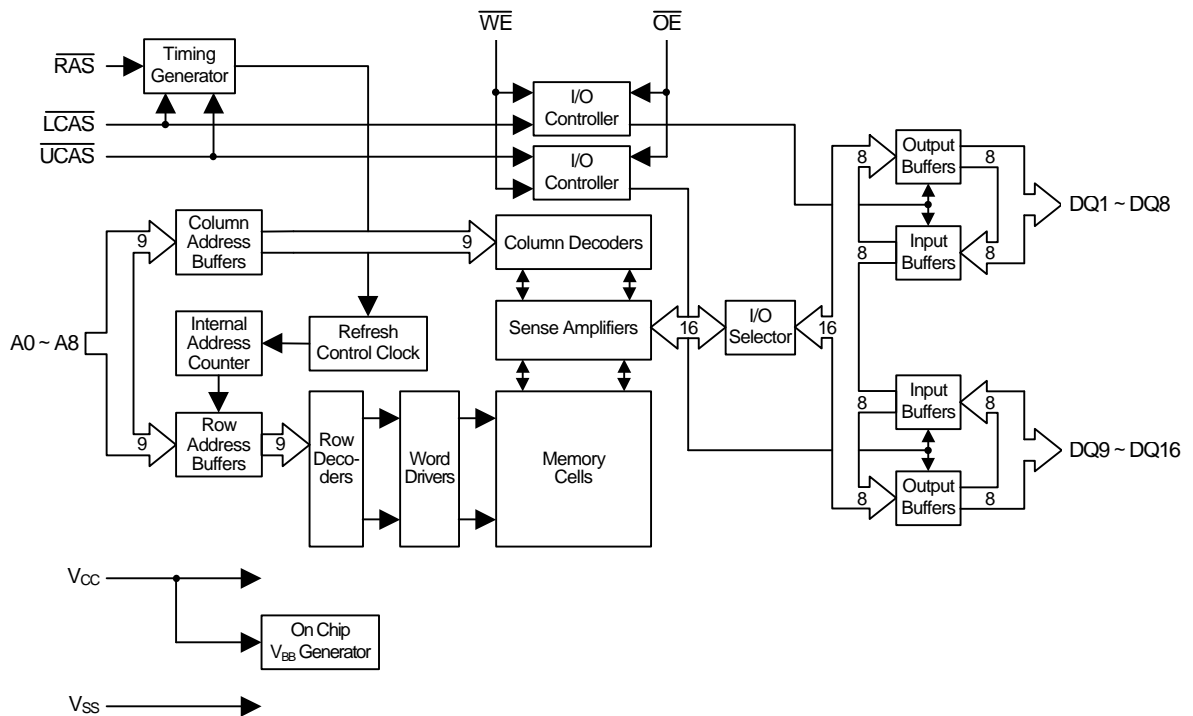 WE
OE
RAS
Timing
Generator
LCAS
UCAS
I/O
Controller
I/O
Controller
8
Output
Buffers
8
DQ1 ~ DQ8
8
Input
Buffers
8
9
Column
Address
Buffers
9
Column Decoders
A0 ~ A8
Internal
Address
Counter
Refresh
Control Clock
Sense Amplifiers
16
I/O
Selector
16
9
Row
Address
Buffers
9
Row
Deco-
ders
Word
Drivers
Memory
Cells
8
Input
Buffers
8
DQ9 ~ DQ16
8
Output
Buffers
8
VCC
On Chip
VBB Generator
VSS